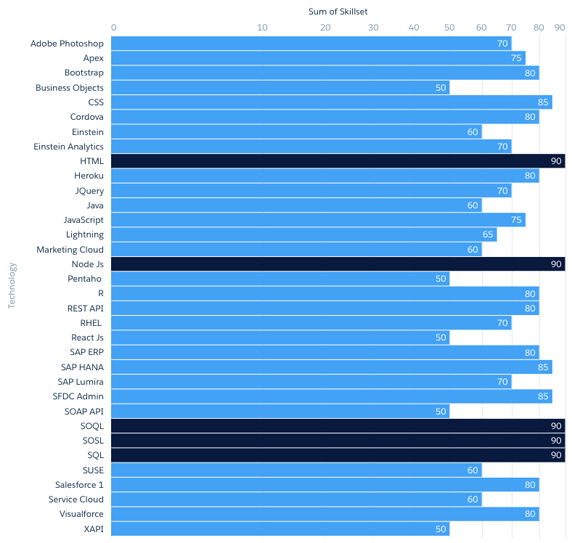 Sum of Skillset
0 10 20 30 40 50 60 70 80 90
Technology
Adobe Photoshop 70
Apex 75
Bootstrap 80
Business Objects 50
CSS 85
Cordova 80
Einstein 60
Einstein Analytics 70
HTML 90
Heroku 80
JQuery 70
Java 60
JavaScript 75
Lightning 65
Marketing Cloud 60
Node Js 90
Pentaho 50
R 80
REST API 80
RHEL 70
React Js 50
SAP ERP 80
SAP HANA 85
SAP Lumira 70
SFDC Admin 85
SOAP API 50
SOQL 90
SOSL 90
SQL 90
SUSE 60
Salesforce 1 80
Service Cloud 60
Visualforce 80
XAPI 50